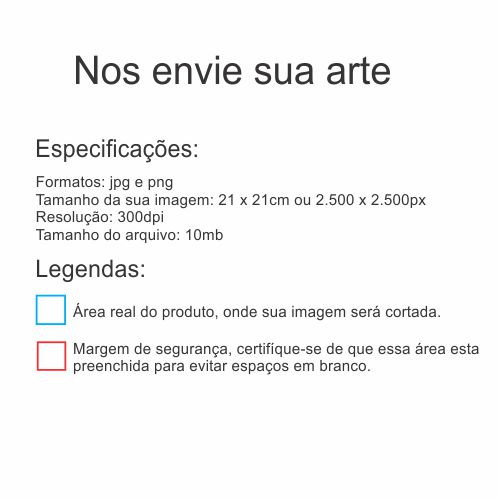 Nos envie sua arte
Especificações:
Formatos: jpg e png
Tamanho da sua imagem: 21 x 21cm ou 2.500 x 2.500px
Resolução: 300dpi
Tamanho do arquivo: 10mb
Legendas:
Área real do produto, onde sua imagem será cortada.
Margem de segurança, certifíque-se de que essa área esta
preenchida para evitar espaços em branco.